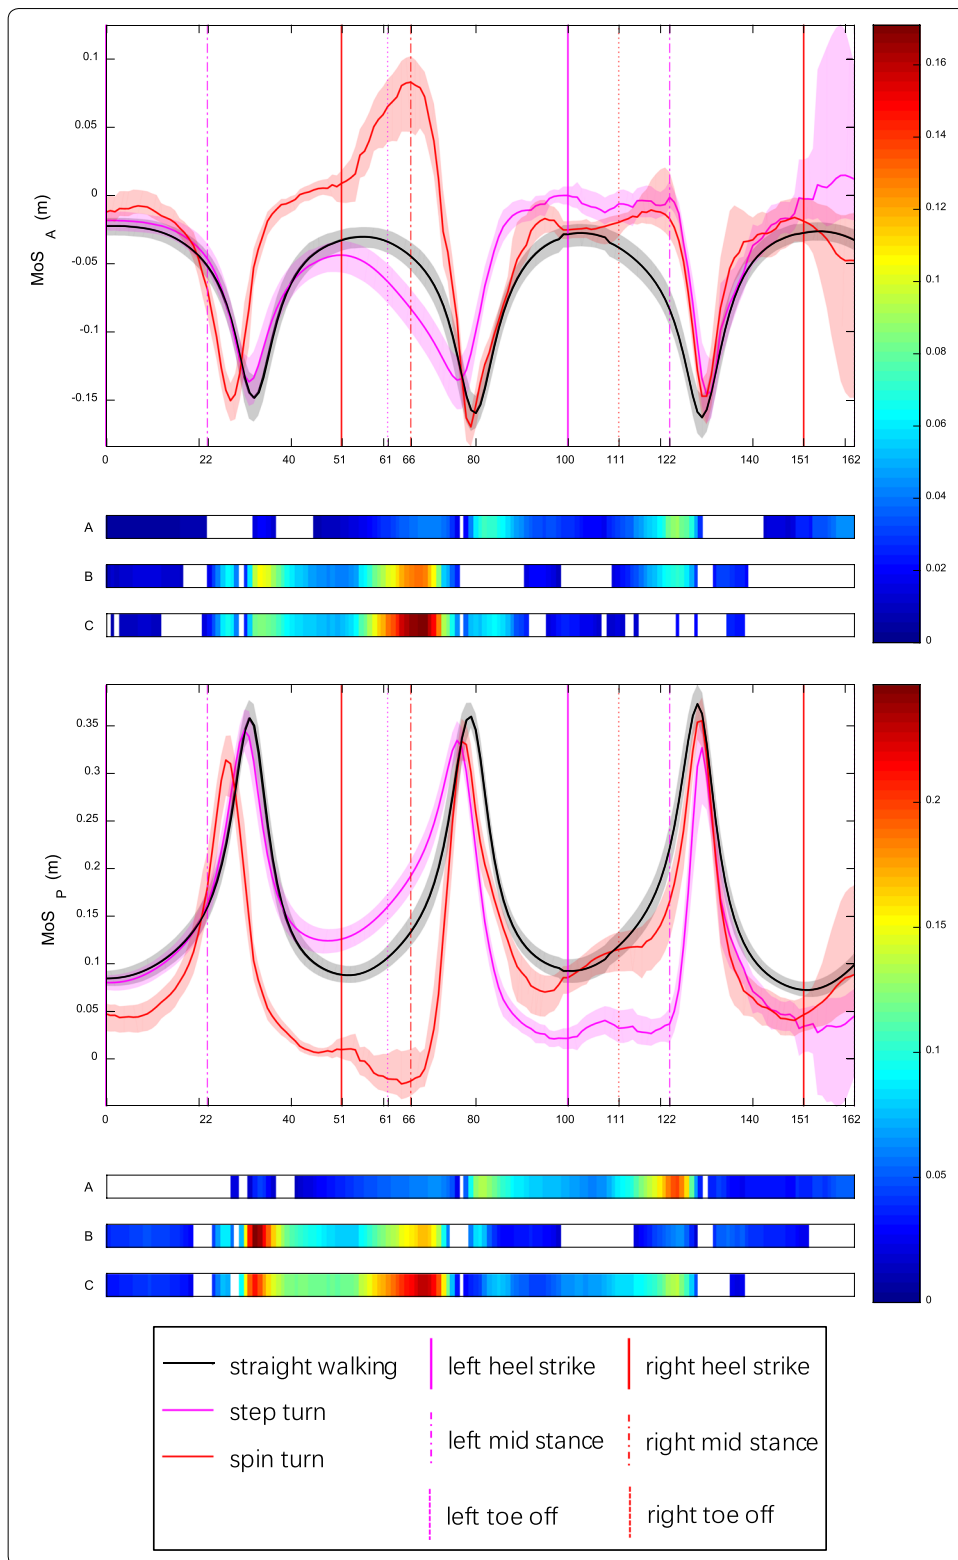 0.1
0.05
0
-0.05
-0.1
-0.15
MoS A (m)
0 22 40 51 61 66 80 100 111 122 140 151 162
0.16
0.14
0.12
0.1
0.08
0.06
0.04
0.02
0
A
B
C
0.35
0.3
0.25
0.2
0.15
0.1
0.05
0
MoS P (m)
0 22 40 51 61 66 80 100 111 122 140 151 162
0.2
0.15
0.1
0.05
0
A
B
C
straight walking
step turn
spin turn
left heel strike
left mid stance
left toe off
right heel strike
right mid stance
right toe off